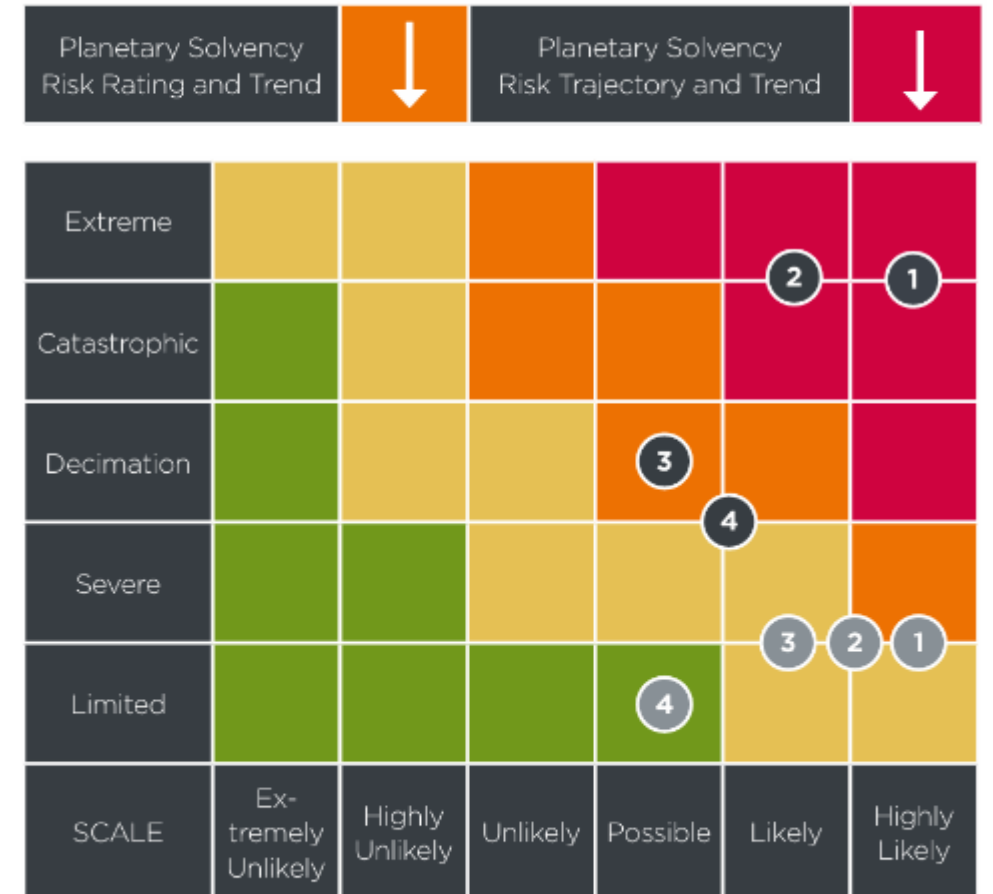 Planetary Solvency
Risk Rating and Trend
Planetary Solvency
Risk Trajectory and Trend
Extreme
2
1
Catastrophic
Decimation
3
4
Severe
3
2
1
Limited
4
SCALE
Ex-
tremely
Unlikely
Highly
Unlikely
Unlikely
Possible
Likely
Highly
Likely